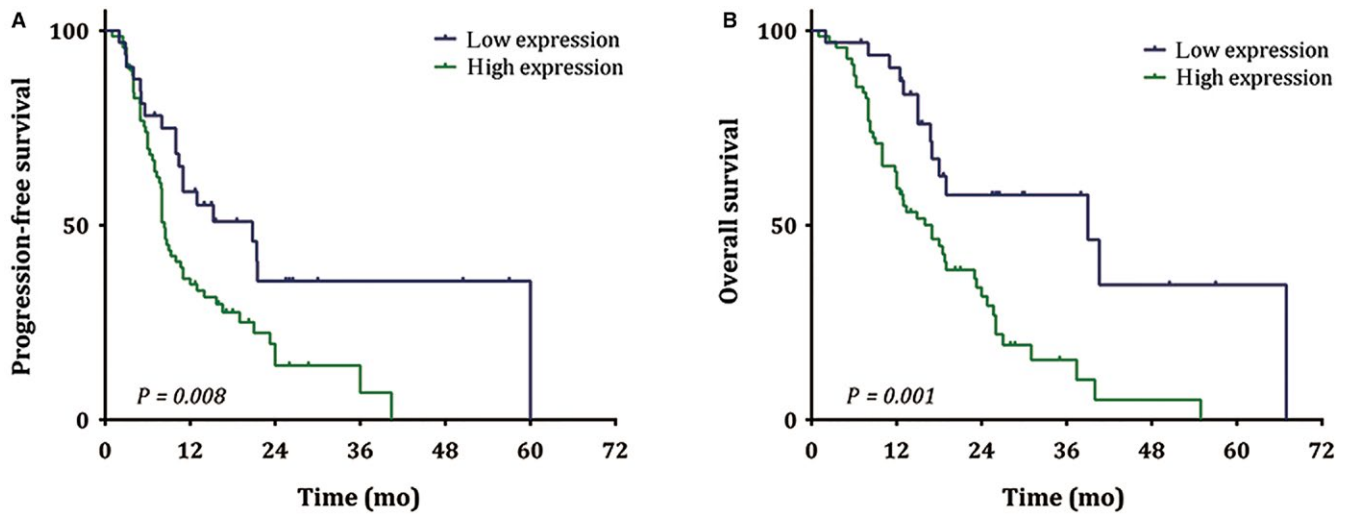 A
Progression-free survival
100
50
0
Low expression
High expression
P = 0.008
0 12 24 36 48 60 72
Time (mo)
B
Overall survival
100
50
0
Low expression
High expression
P = 0.001
0 12 24 36 48 60 72
Time (mo)